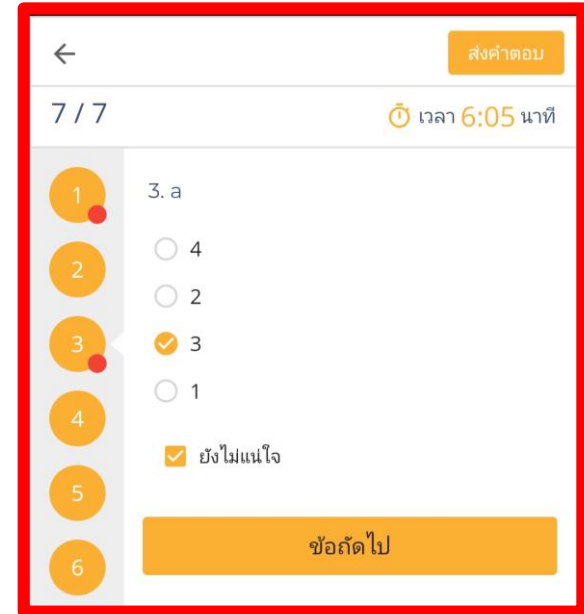 ส่งคำตอบ
7 / 7
เวลา 6:05 นาที
1
2
3
4
5
6
3. a
4
2
3
1
ยังไม่แน่ใจ
ข้อถัดไป